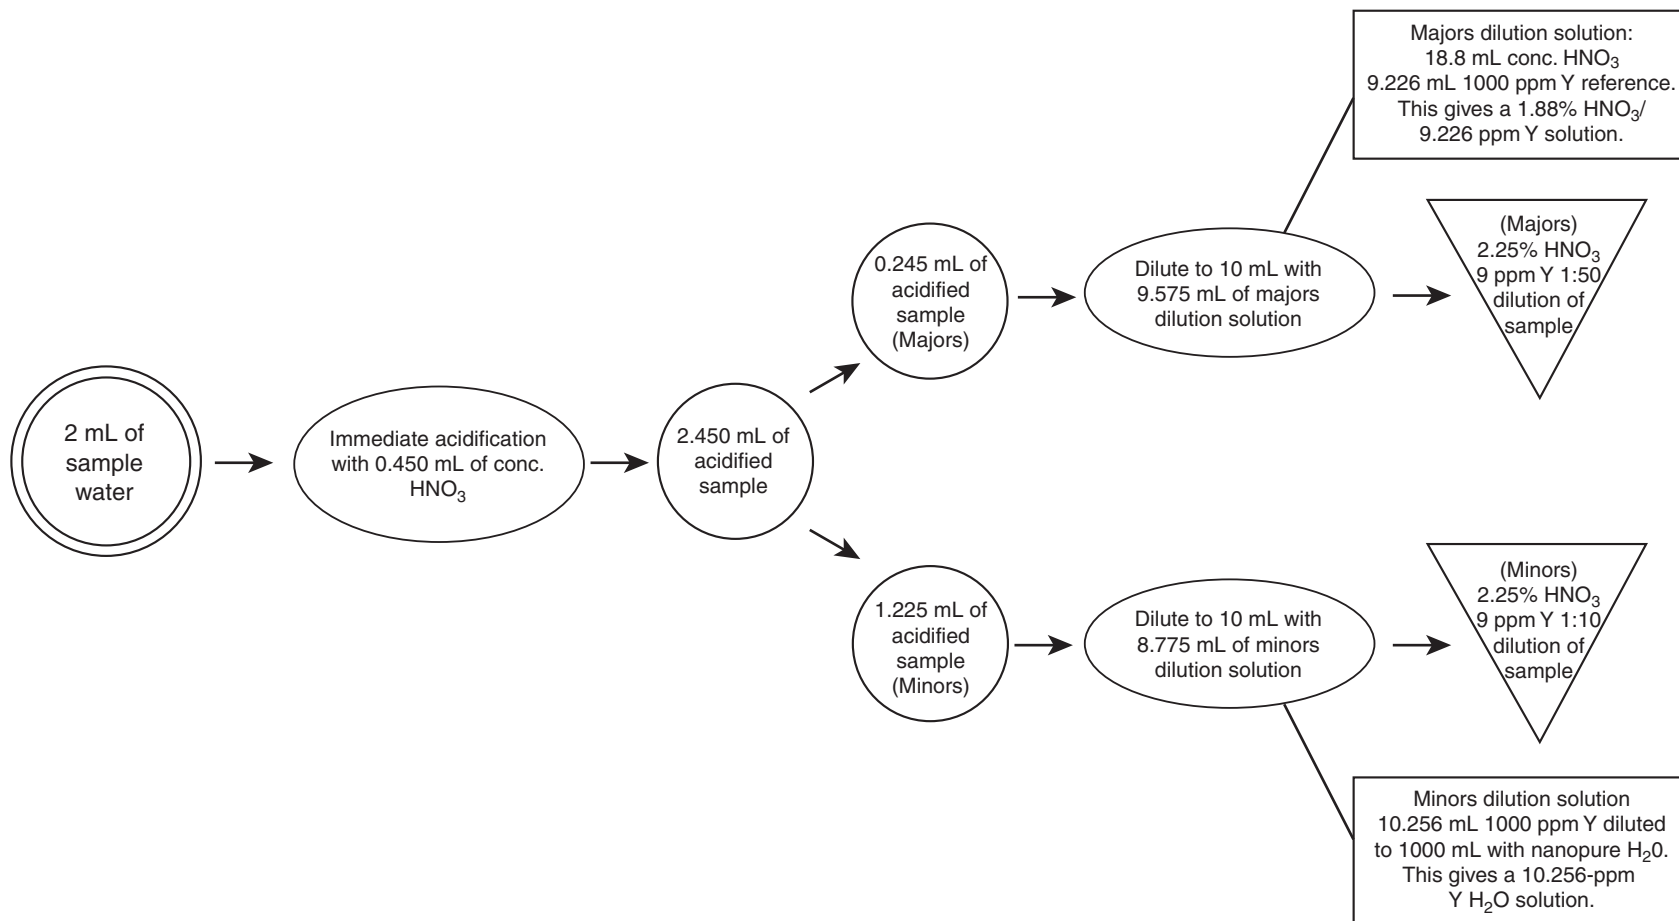 2 mL of
sample
water
Immediate acidification
with 0.450 mL of conc.
HNO₃
2.450 mL of
acidified
sample
0.245 mL of
acidified
sample
(Majors)
Dilute to 10 mL with
9.575 mL of majors
dilution solution
Majors dilution solution:
18.8 mL conc. HNO₃
9.226 mL 1000 ppm Y reference.
This gives a 1.88% HNO₃/
9.226 ppm Y solution.
(Majors)
2.25% HNO₃
9 ppm Y 1:50
dilution of
sample
1.225 mL of
acidified
sample
(Minors)
Dilute to 10 mL with
8.775 mL of minors
dilution solution
(Minors)
2.25% HNO₃
9 ppm Y 1:10
dilution of
sample
Minors dilution solution
10.256 mL 1000 ppm Y diluted
to 1000 mL with nanopure H₂0.
This gives a 10.256-ppm
Y H₂O solution.